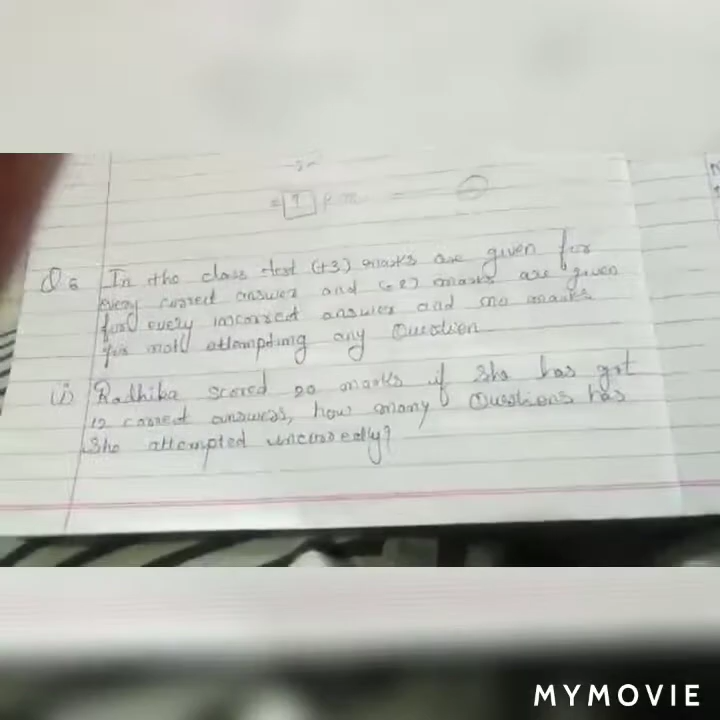 = ? p.m
Q6 In the class test (+3) marks are given for
every correct answer and (-2) marks are given
for every incorrect answer and no marks
for not attempting any Question
(i) Radhika scored 20 marks if she has got
12 correct answers, how many Questions has
She attempted uncorrectly?
MYMOVIE